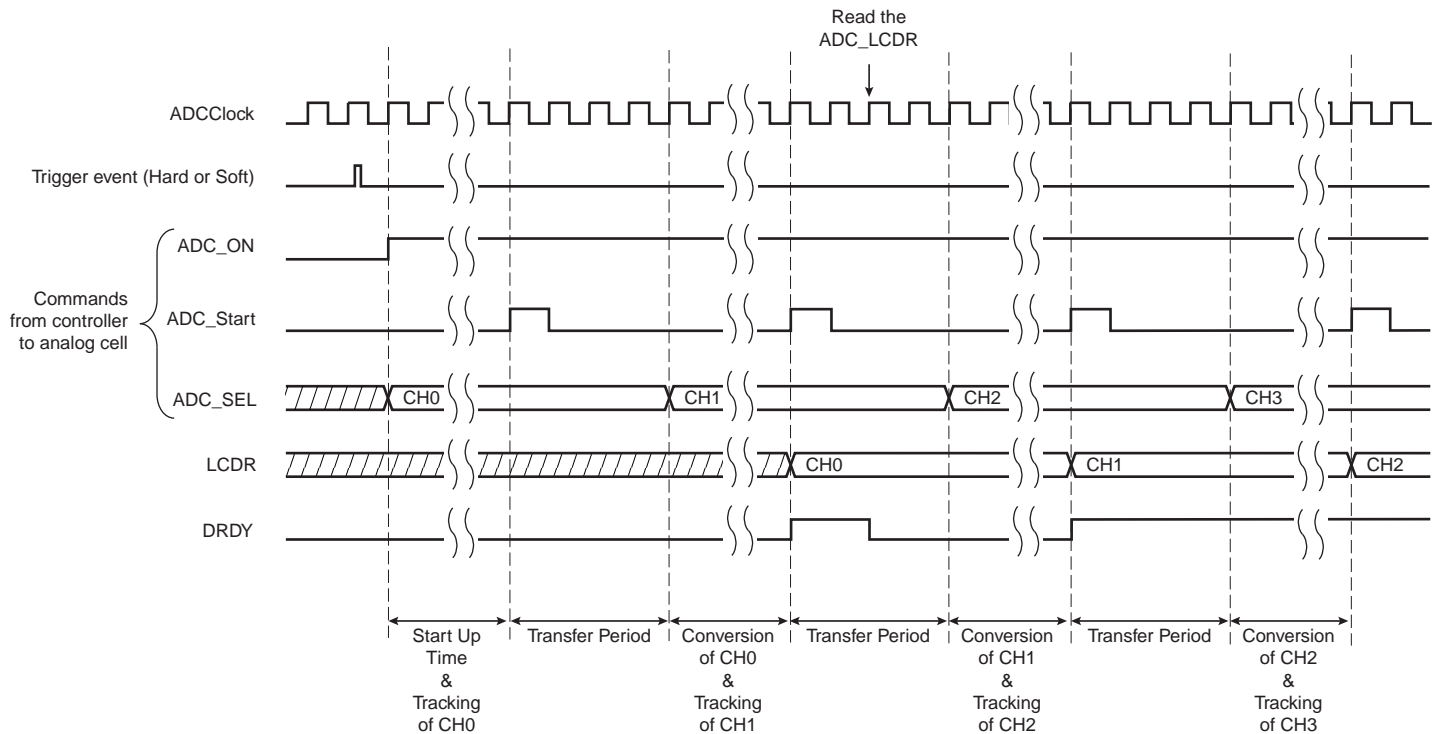 Read the
ADC_LCDR
ADCClock
Trigger event (Hard or Soft)
ADC_ON
Commands
from controller
to analog cell
ADC_Start
ADC_SEL
CH0
CH1
CH2
CH3
LCDR
CH0
CH1
CH2
DRDY
Start Up
Time
&
Tracking
of CH0
Transfer Period
Conversion
of CH0
&
Tracking
of CH1
Transfer Period
Conversion
of CH1
&
Tracking
of CH2
Transfer Period
Conversion
of CH2
&
Tracking
of CH3